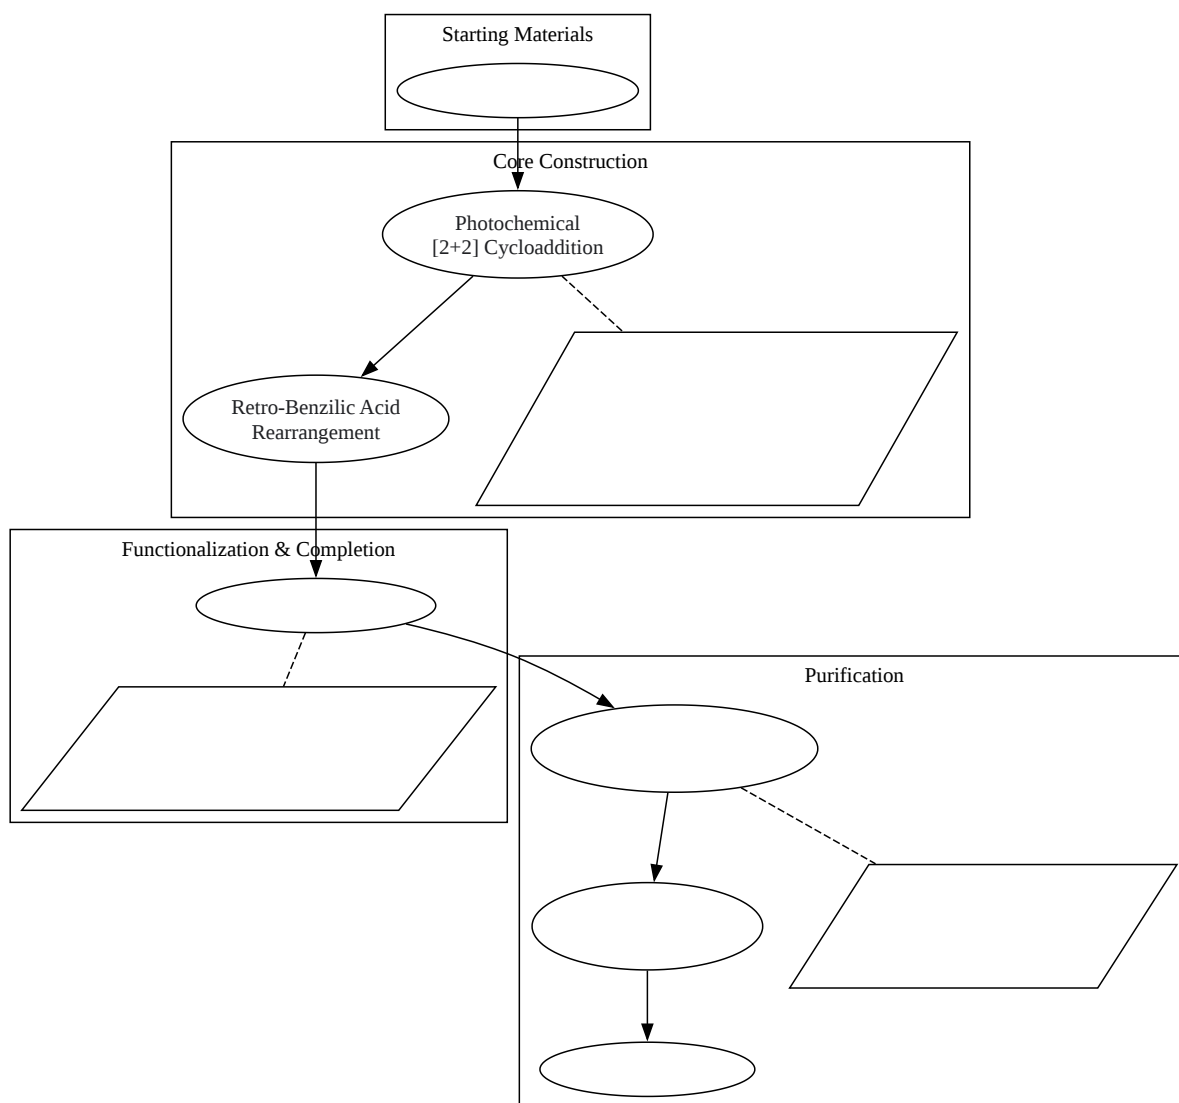 Starting Materials
Core Construction
Photochemical
[2+2] Cycloaddition
Retro-Benzilic Acid
Rearrangement
Functionalization & Completion
Purification